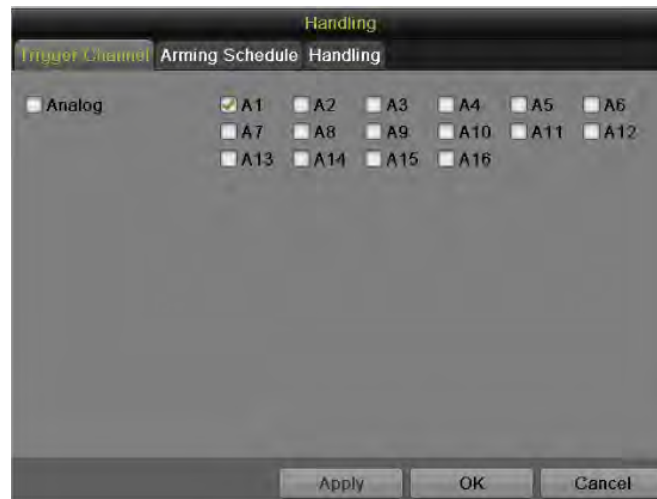 Handling
Trigger Channel Arming Schedule Handling
Analog A1 A2 A3 A4 A5 A6
A7 A8 A9 A10 A11 A12
A13 A14 A15 A16
Apply OK Cancel